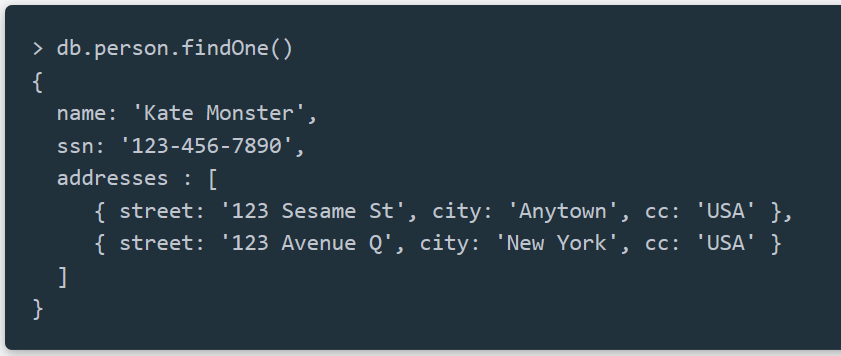 > db.person.findOne()
{
  name: 'Kate Monster',
  ssn: '123-456-7890',
  addresses : [
     { street: '123 Sesame St', city: 'Anytown', cc: 'USA' },
     { street: '123 Avenue Q', city: 'New York', cc: 'USA' }
  ]
}